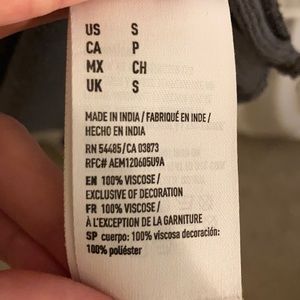 US S
CA P
MX CH
UK S
MADE IN INDIA / FABRIQUÉ EN INDE /
HECHO EN INDIA
RN 54485/CA 03873
RFC# AEM120605U9A
EN 100% VISCOSE /
EXCLUSIVE OF DECORATION
FR 100% VISCOSE /
À L'EXCEPTION DE LA GARNITURE
SP cuerpo: 100% viscosa decoración:
100% poliéster